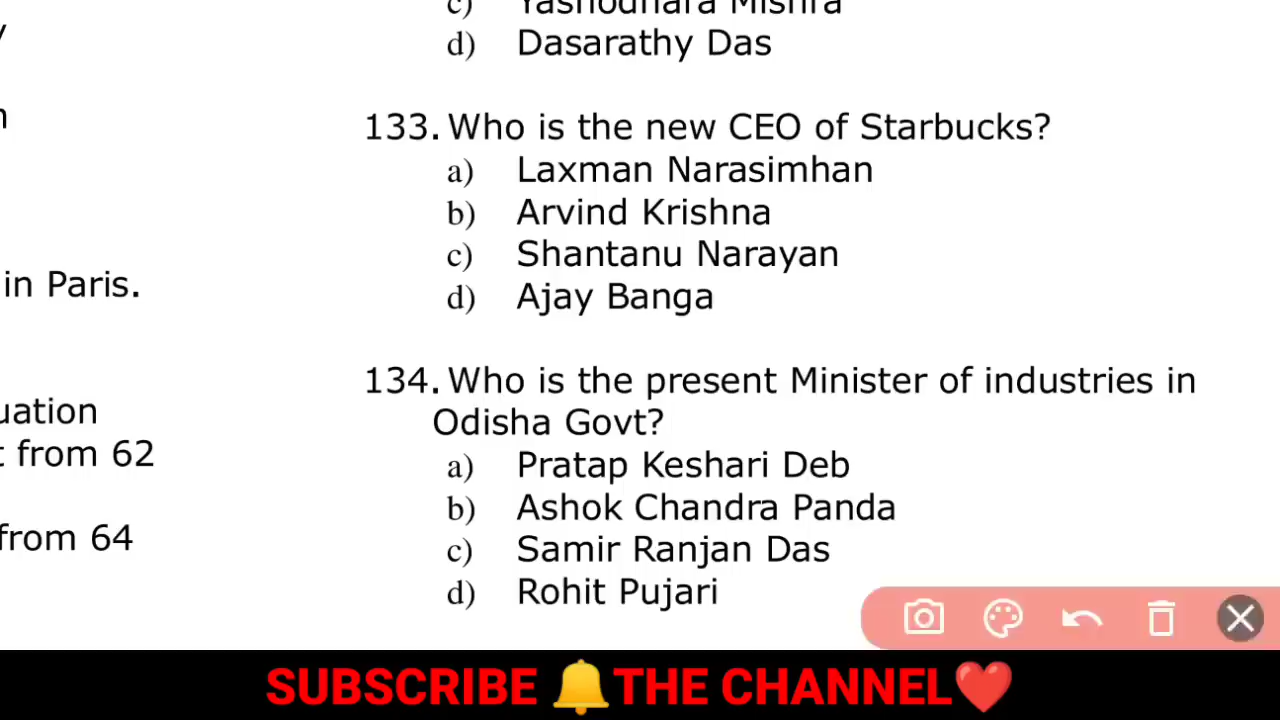 c) Yashodhara Mishra
d) Dasarathy Das
133. Who is the new CEO of Starbucks?
a) Laxman Narasimhan
b) Arvind Krishna
c) Shantanu Narayan
d) Ajay Banga
in Paris.
134. Who is the present Minister of industries in
Odisha Govt?
a) Pratap Keshari Deb
b) Ashok Chandra Panda
c) Samir Ranjan Das
d) Rohit Pujari
from 62
from 64
SUBSCRIBE 🔔THE CHANNEL❤️